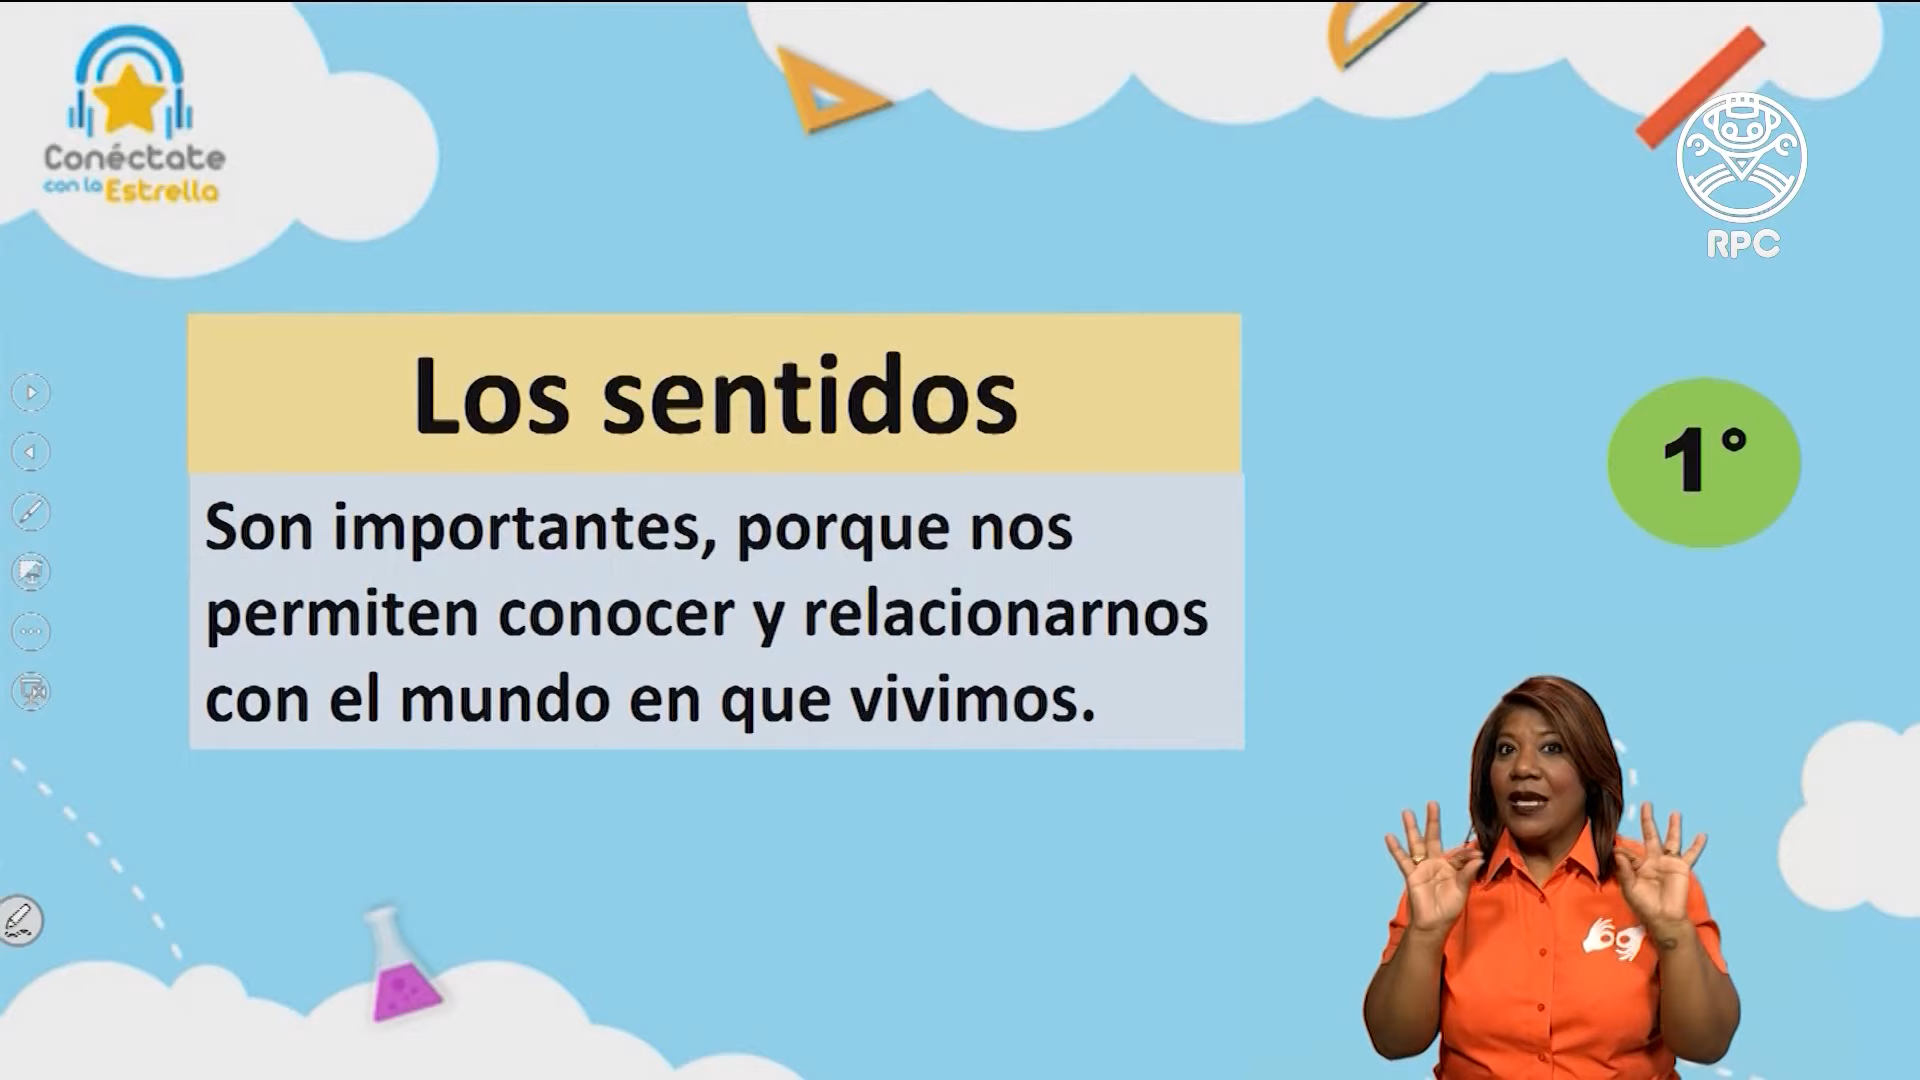 Conéctate
con la Estrella
RPC
Los sentidos
1°
Son importantes, porque nos
permiten conocer y relacionarnos
con el mundo en que vivimos.